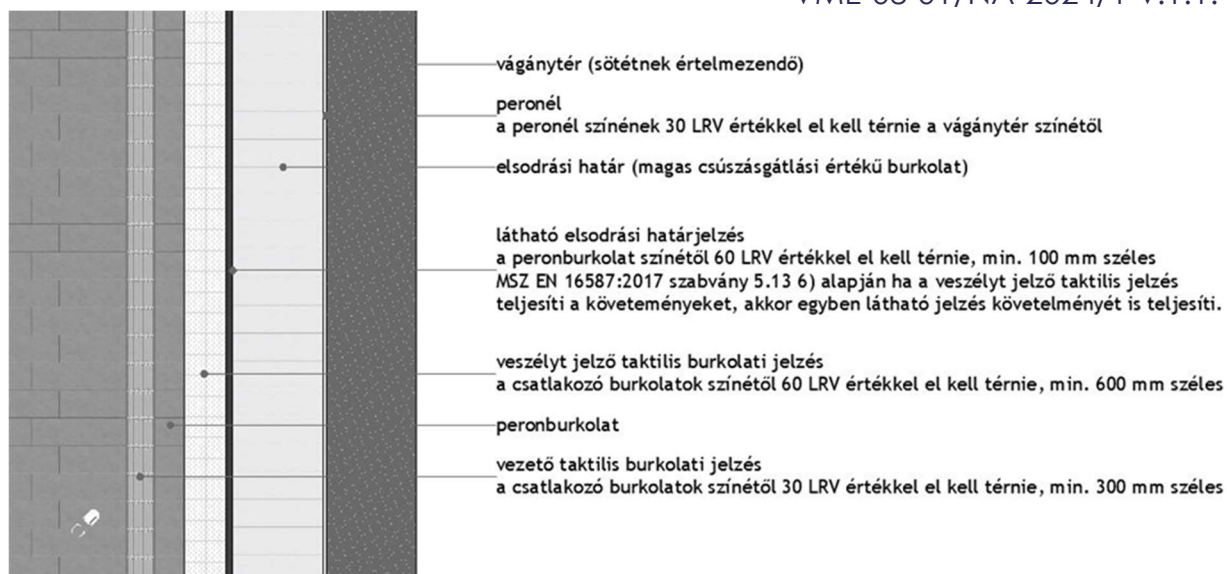 vágánytér (sötétnek értelmezendő)
peronél
a peronél színének 30 LRV értékkel el kell térnie a vágánytér színétől
elsodrási határ (magas csúszásgátlási értékű burkolat)
látható elsodrási határjelzés
a peronburkolat színétől 60 LRV értékkel el kell térnie, min. 100 mm széles
MSZ EN 16587:2017 szabvány 5.13 6) alapján ha a veszélyt jelző taktilis jelzés
teljesíti aköveteményeket, akkor egyben látható jelzés követelményét is teljesíti.
veszélyt jelző taktilis burkolati jelzés
a csatlakozó burkolatok színétől 60 LRV értékkel el kell térnie, min. 600 mm széles
peronburkolat
vezető taktilis burkolati jelzés
a csatlakozó burkolatok színétől 30 LRV értékkel el kell térnie, min. 300 mm széles